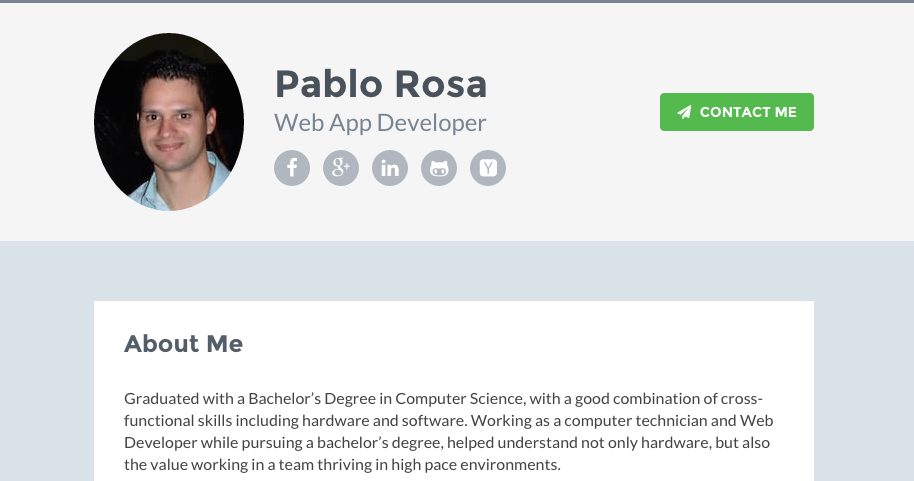 Pablo Rosa
Web App Developer
CONTACT ME
About Me
Graduated with a Bachelor’s Degree in Computer Science, with a good combination of cross-
functional skills including hardware and software. Working as a computer technician and Web
Developer while pursuing a bachelor’s degree, helped understand not only hardware, but also
the value working in a team thriving in high pace environments.